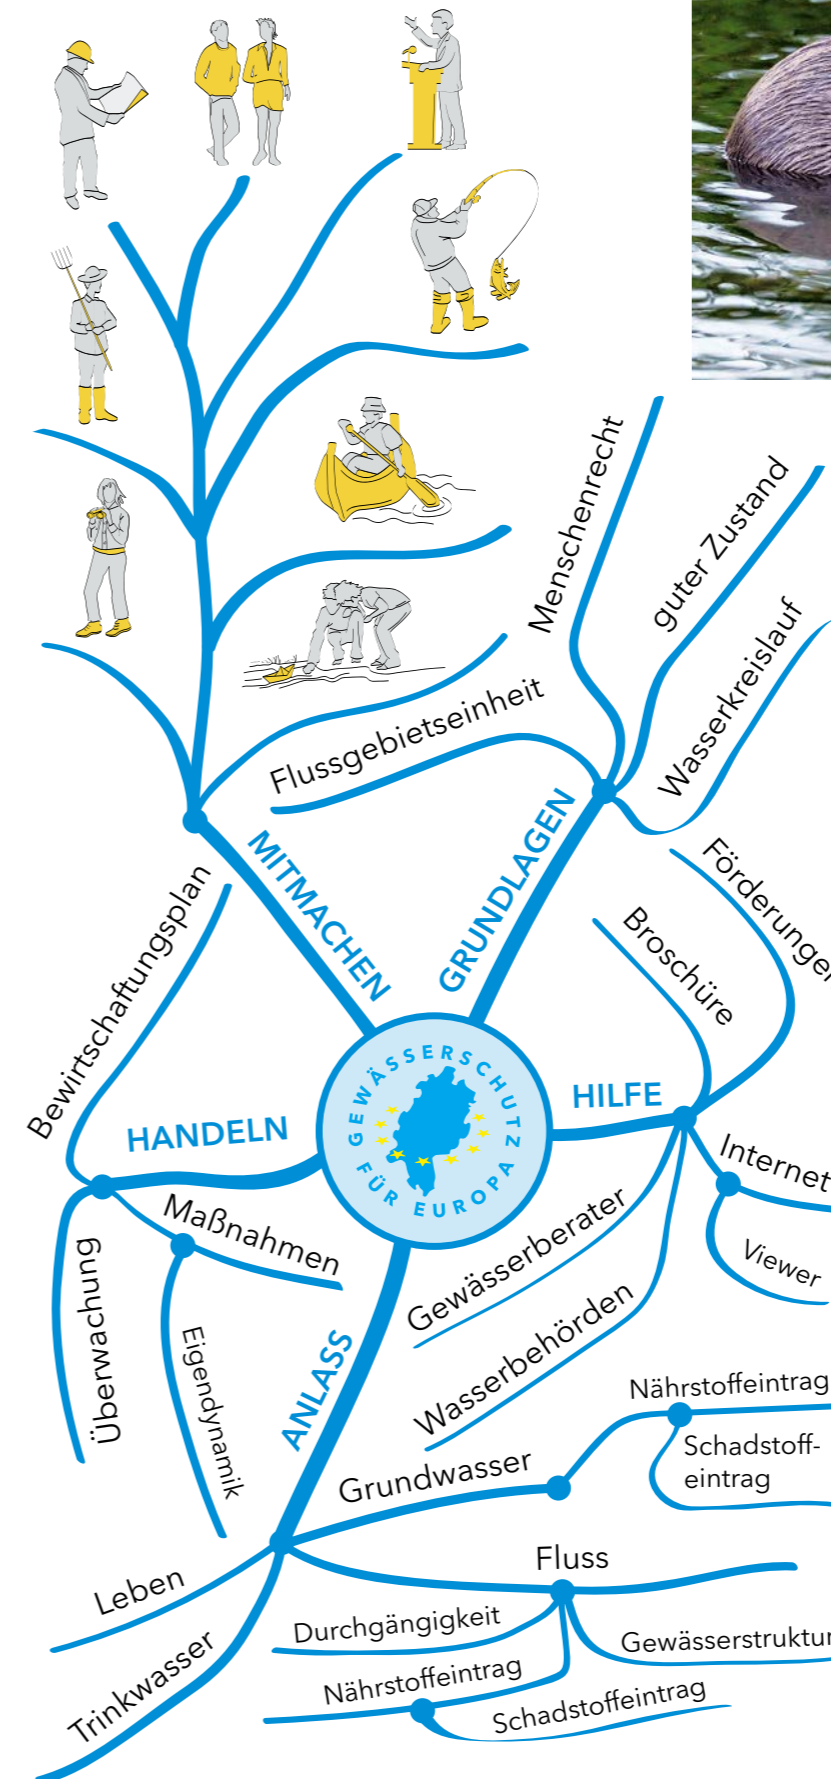 Menschenrecht
guter Zustand
Wasserkreislauf
Flussgebietseinheit
MITMACHEN
GRUNDLAGEN
Förderungen
Broschüre
Bewirtschaftungsplan
HANDELN
GEWÄSSERSCHUTZ
FÜR EUROPA
HILFE
Internet
Viewer
Maßnahmen
Überwachung
Eigendynamik
Gewässerberater
Wasserbehörden
ANLASS
Nährstoffeintrag
Schadstoff-
eintrag
Grundwasser
Fluss
Leben
Durchgängigkeit
Gewässerstruktur
Trinkwasser
Nährstoffeintrag
Schadstoffeintrag